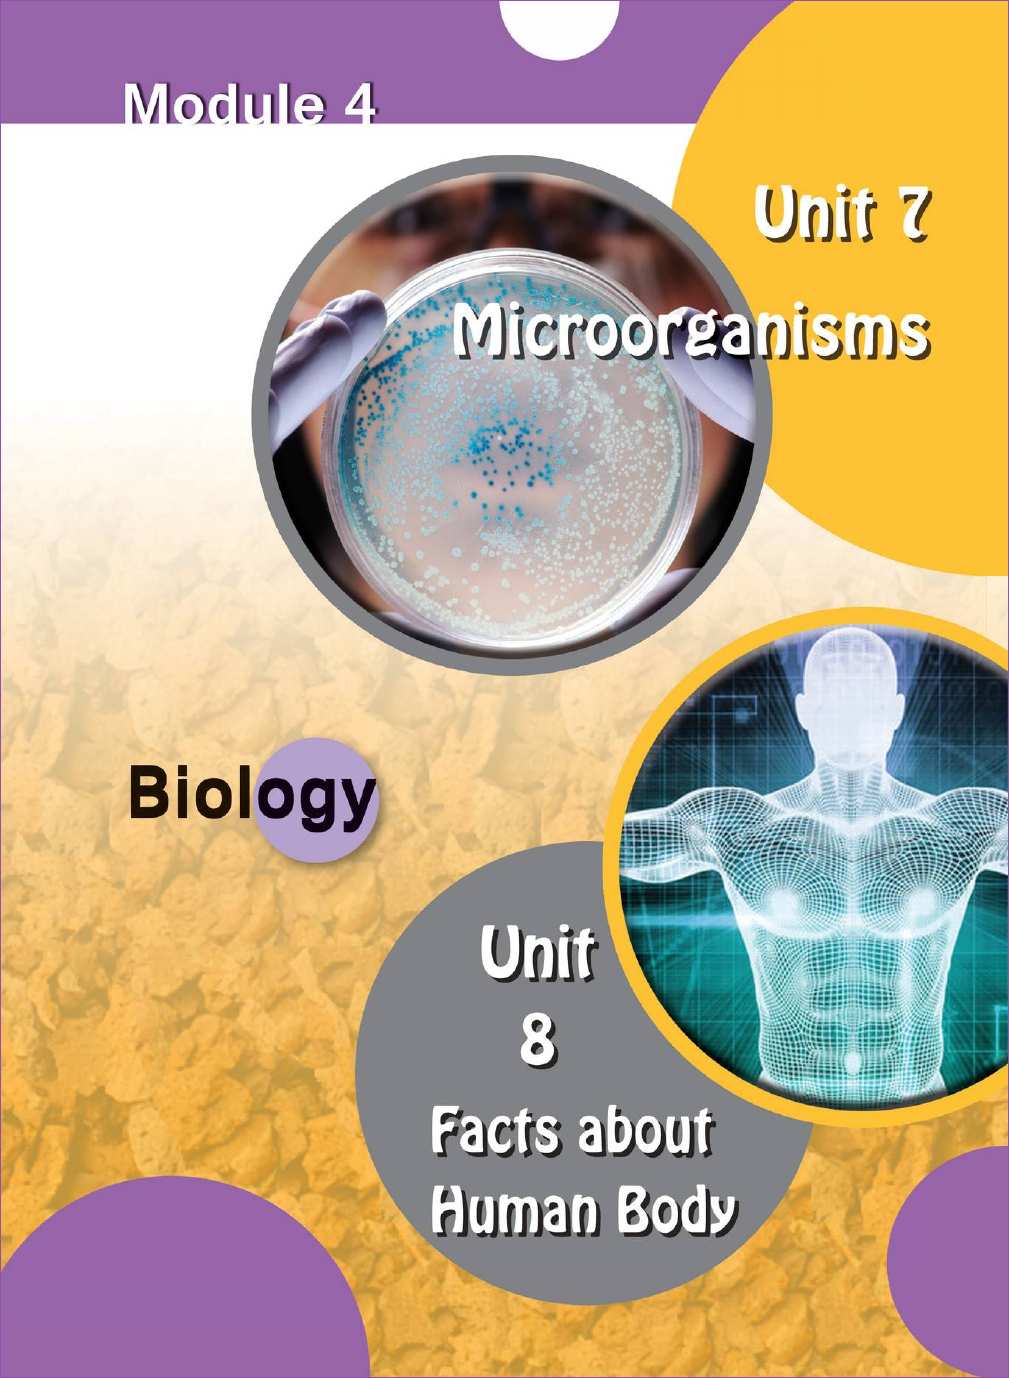 Module 4
Unit 7
Microorganisms
Biology
Unit
8
Facts about
Human Body